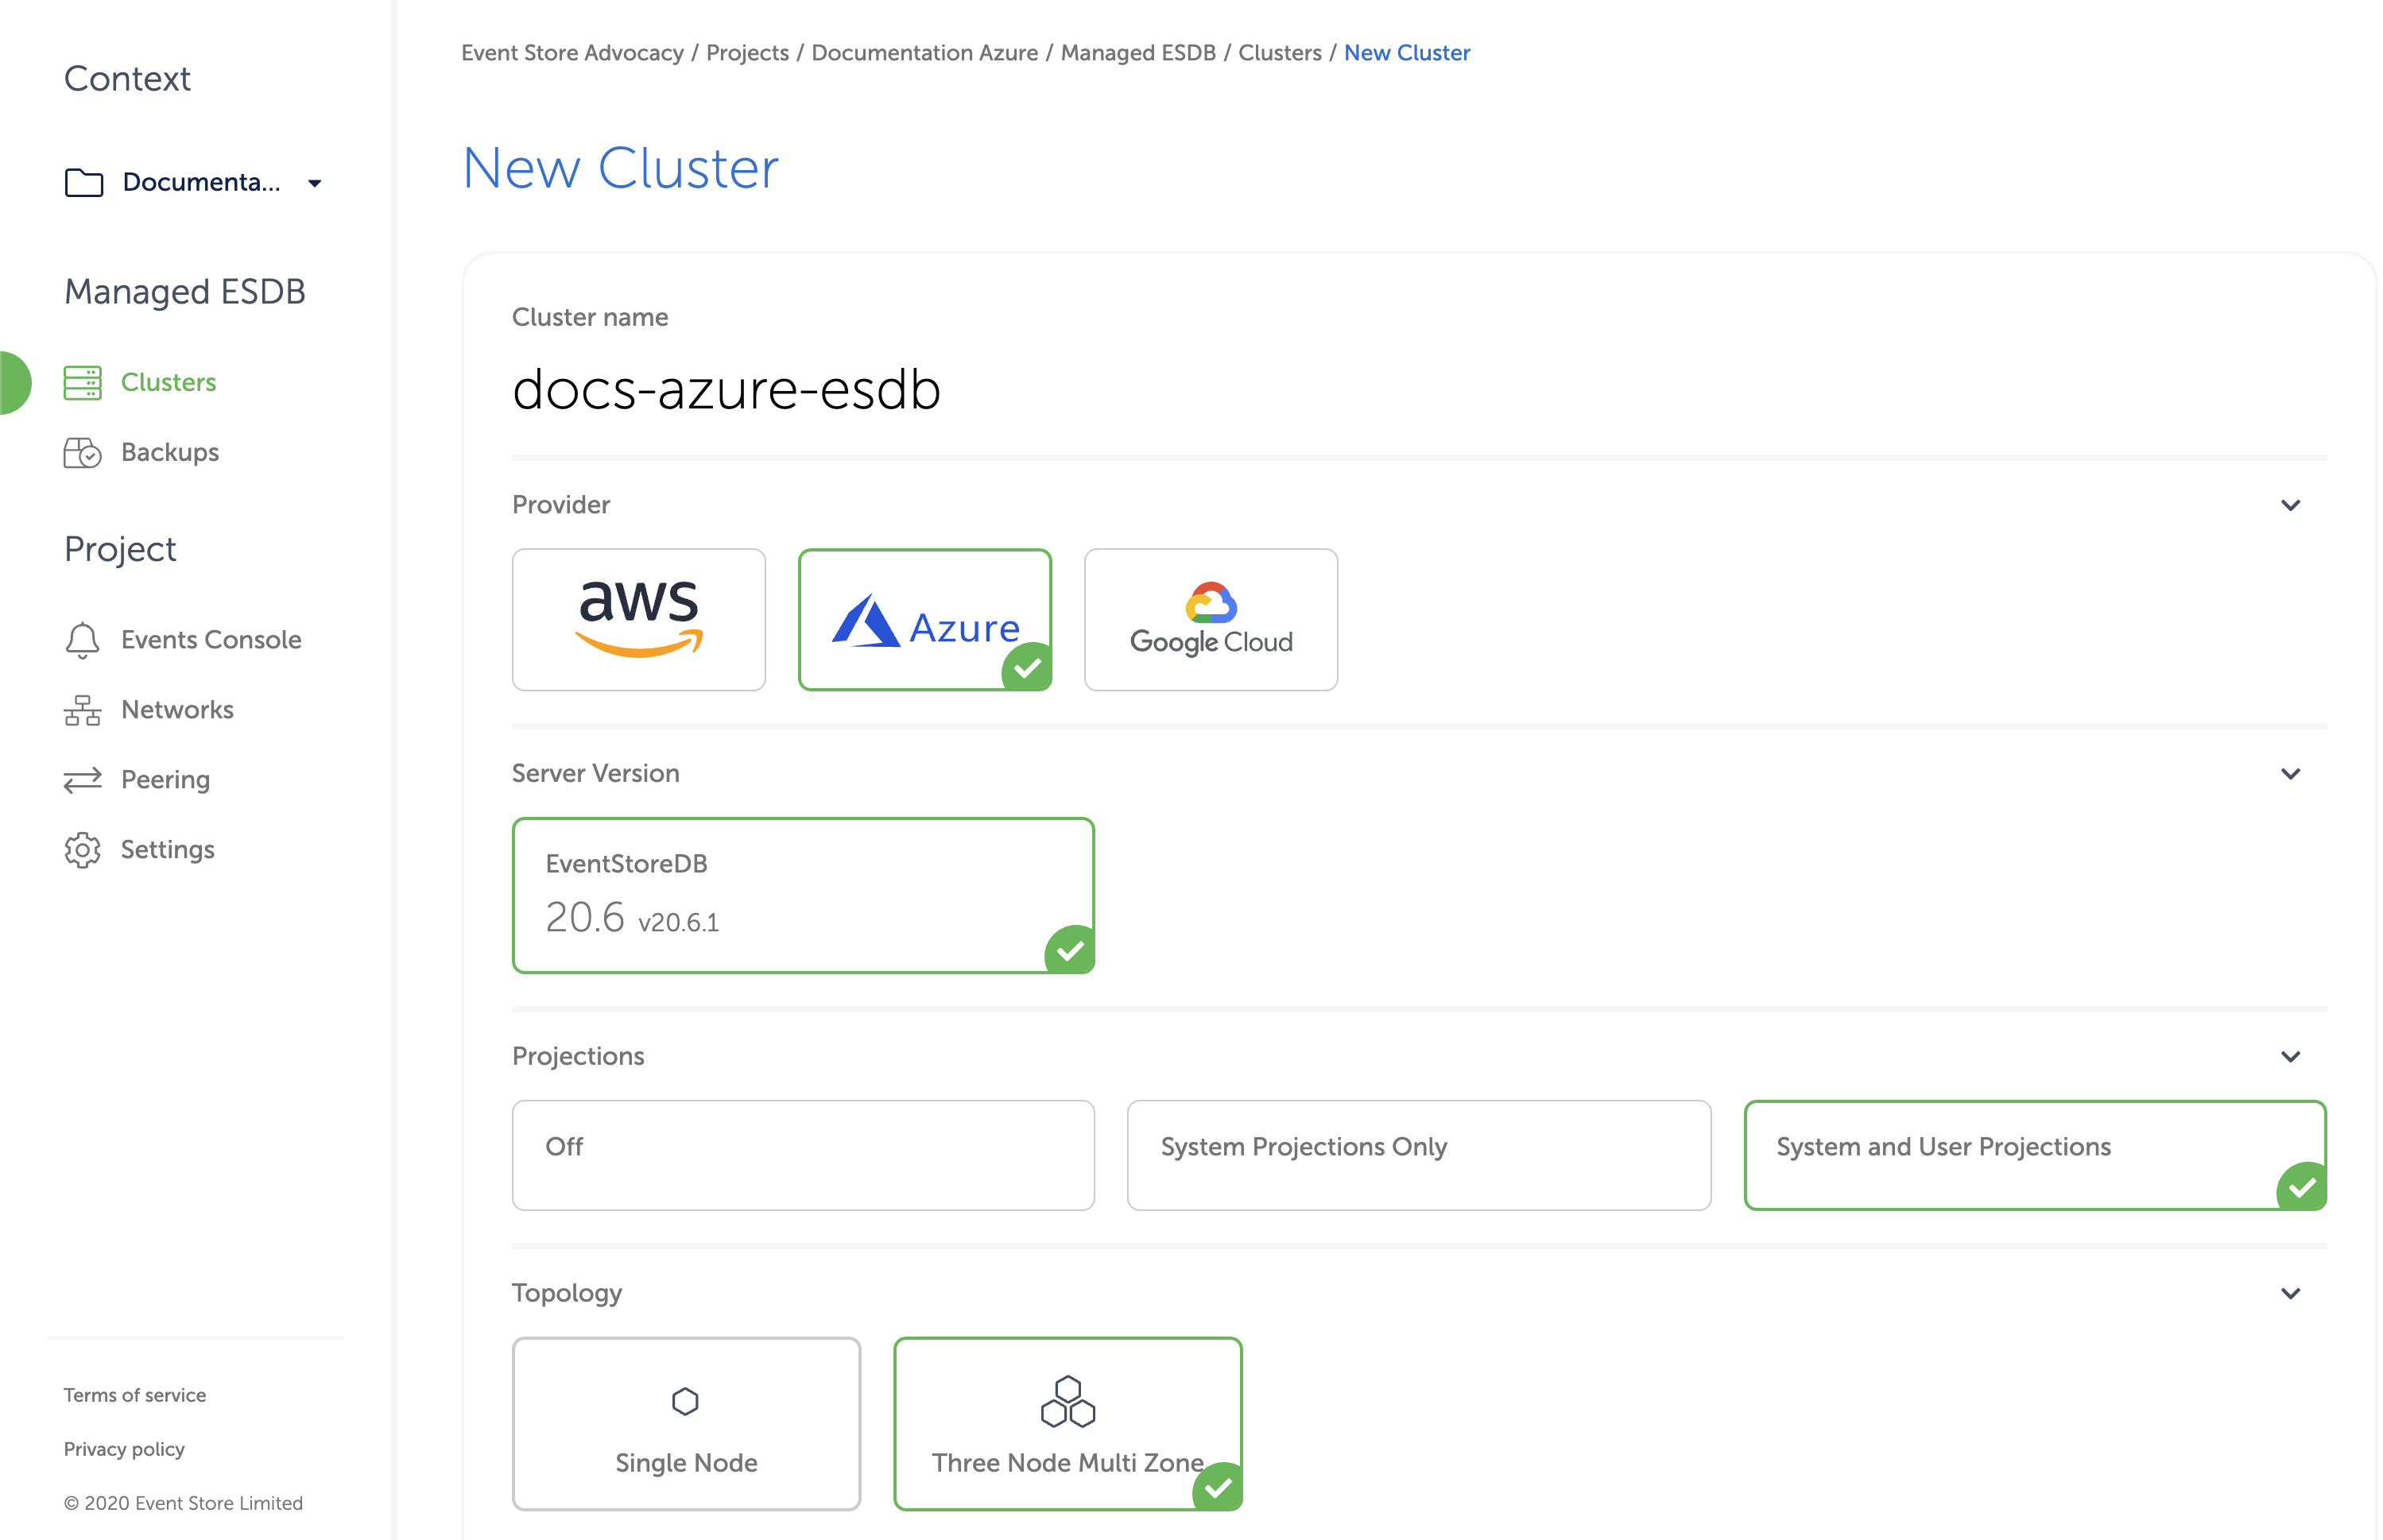 Context
Documenta...
Managed ESDB
Clusters
Backups
Project
Events Console
Networks
Peering
Settings
Terms of service
Privacy policy
© 2020 Event Store Limited
Event Store Advocacy / Projects / Documentation Azure / Managed ESDB / Clusters / New Cluster
New Cluster
Cluster name
docs-azure-esdb
Provider
aws
Azure
Google Cloud
Server Version
EventStoreDB
20.6 v20.6.1
Projections
Off
System Projections Only
System and User Projections
Topology
Single Node
Three Node Multi Zone